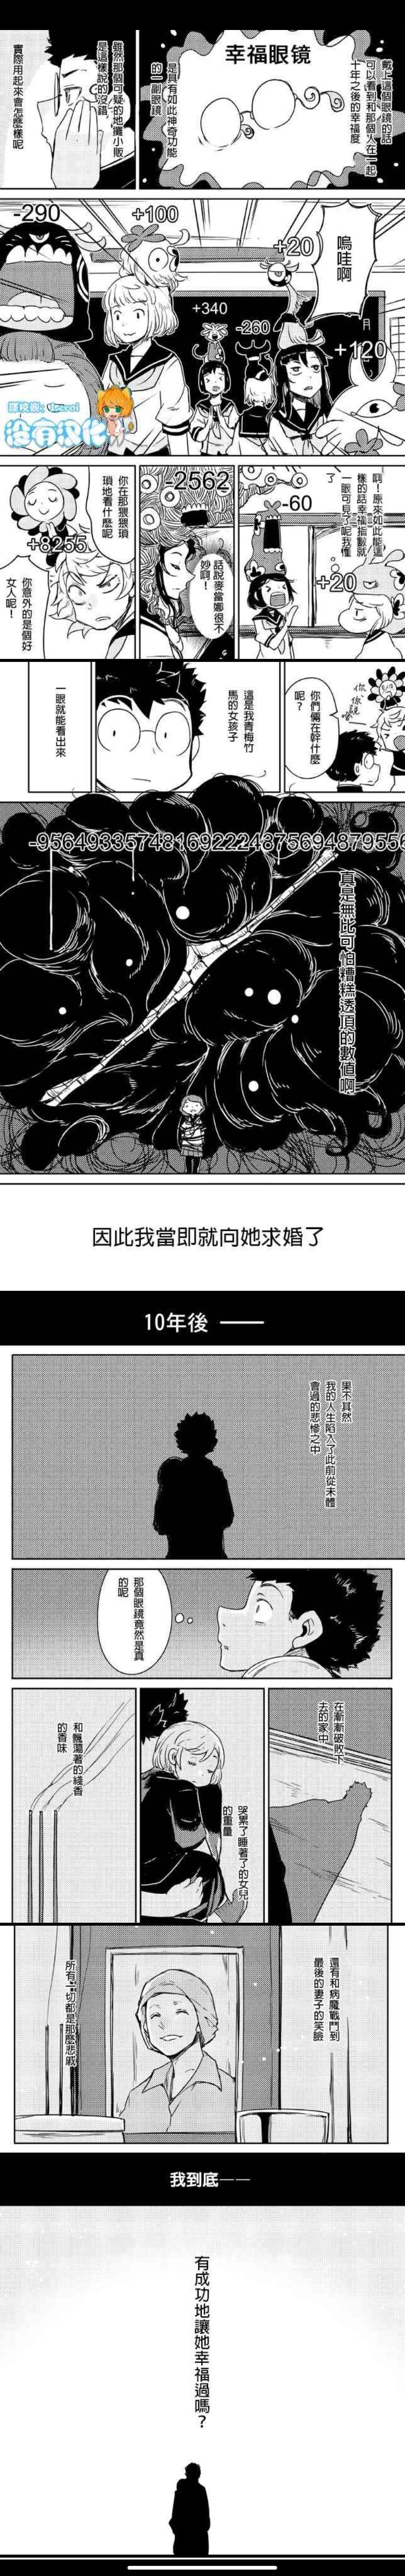 幸福眼镜
戴上這個眼鏡的話
可以看到和那個人在一起
十年之後的幸福度
是具有如此神奇功能
的一副眼鏡
雖然那個可疑的地攤小販
是這樣說的沒錯
實際用起來會怎麼樣呢
嗚哇啊
-290
+100
+20
+340
-260
+120
沒有漢化
啊！原來如此能這
樣的話幸福指數就
一眼可見了呢我懂
了
-60
+20
-2562
話說麥當娜很不
妙啊！
你在那猥猥瑣
瑣地看什麼呢
+8255
你意外的是個好
女人呢！
你們倆在幹什麼
呢？
這是我青梅竹
馬的女孩子
一眼就能看出來
-956493357481692224875694879556
真是無比可怕糟糕透頂的數值啊
因此我當即就向她求婚了
10年後 ——
果不其然
我的人生陷入了此前從未體
會過的悲慘之中
那個眼鏡竟然是真
的呢
在漸漸破敗下
去的家中
哭累了睡著了的女兒
的重量
和飄蕩著的綫香
的香味
還有和病魔戰鬥到
最後的妻子的笑臉
所有一切都是那麼悲戚
我到底——
有成功地讓她幸福過嗎？